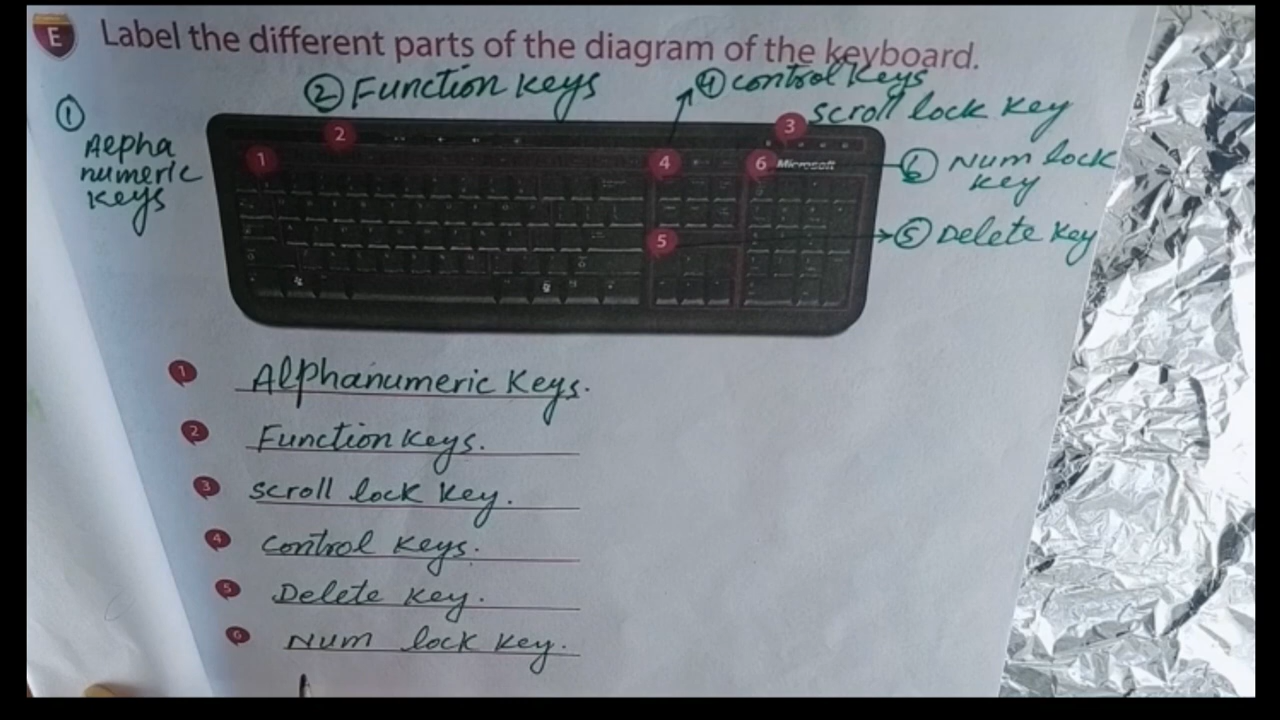 E Label the different parts of the diagram of the keyboard.
② Function Keys
④ control Keys
scroll lock Key
①
Alepha
numeric
Keys
2
3
1
4
6 Microsoft
⑥ Num lock
Key
5
⑤ Delete Key
1 Alphanumeric Keys.
2 Function Keys.
3 scroll lock Key.
4 control Keys.
5 Delete Key.
6 Num lock Key.